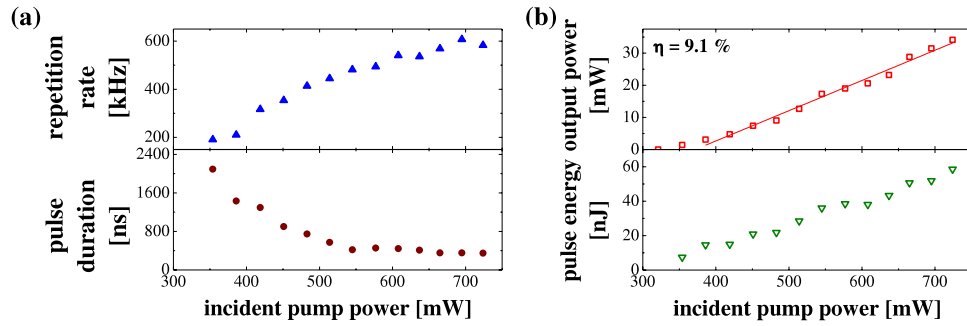 (a)
repetition rate [kHz]
600
400
200
pulse duration [ns]
2400
1600
800
0
300 400 500 600 700
incident pump power [mW]
(b)
η = 9.1 %
output power [mW]
30
20
10
0
pulse energy [nJ]
60
40
20
0
300 400 500 600 700
incident pump power [mW]